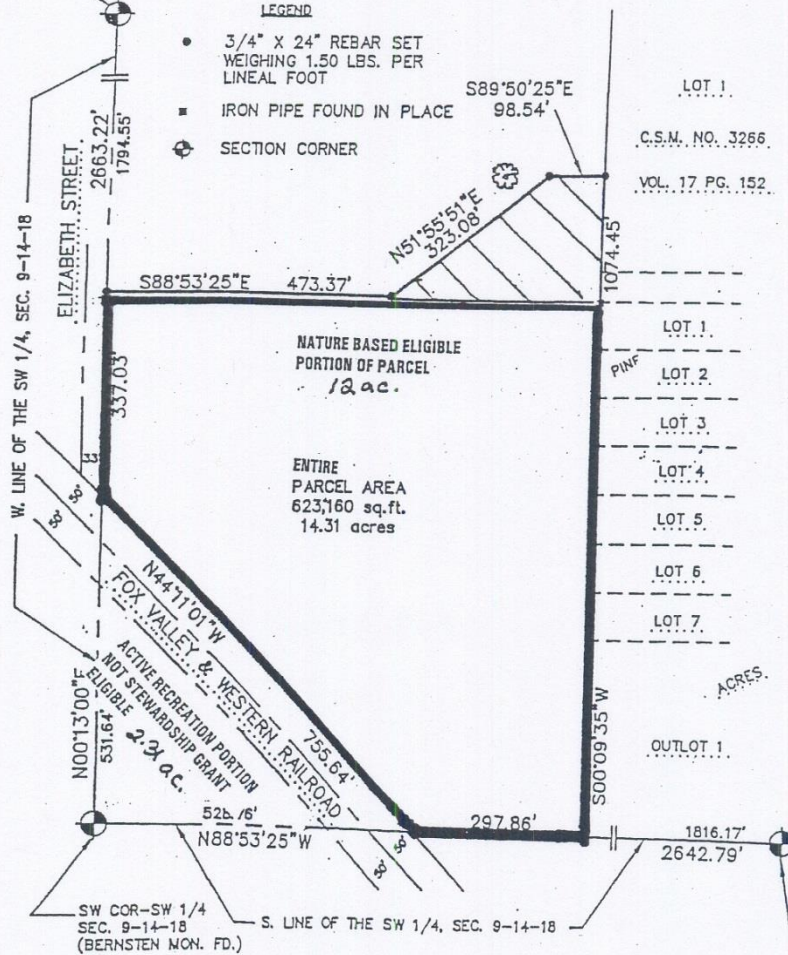 LEGEND
3/4" X 24" REBAR SET
WEIGHING 1.50 LBS. PER
LINEAL FOOT
IRON PIPE FOUND IN PLACE
SECTION CORNER
S89°50'25"E
98.54'
LOT 1
C.S.M. NO. 3266
VOL. 17 PG. 152
2663.22'
1794.55'
ELIZABETH STREET
W. LINE OF THE SW 1/4, SEC. 9-14-18
N51°55'51"E
323.08'
1074.45'
S88°53'25"E 473.37'
NATURE BASED ELIGIBLE
PORTION OF PARCEL
12 ac.
337.03'
33'
ENTIRE
PARCEL AREA
623,160 sq.ft.
14.31 acres
PINF
LOT 1
LOT 2
LOT 3
LOT 4
LOT 5
LOT 6
LOT 7
ACRES
OUTLOT 1
50'
50'
N44°11'01"W
755.64'
FOX VALLEY & WESTERN RAILROAD
ACTIVE RECREATION PORTION
NOT STEWARDSHIP GRANT
ELIGIBLE
2.31 ac.
N00°13'00"E
531.64'
S00°09'35"W
526.76'
N88°53'25"W
297.86'
50'
50'
1816.17'
2642.79'
SW COR-SW 1/4
SEC. 9-14-18
(BERNSTEN MON. FD.)
S. LINE OF THE SW 1/4, SEC. 9-14-18